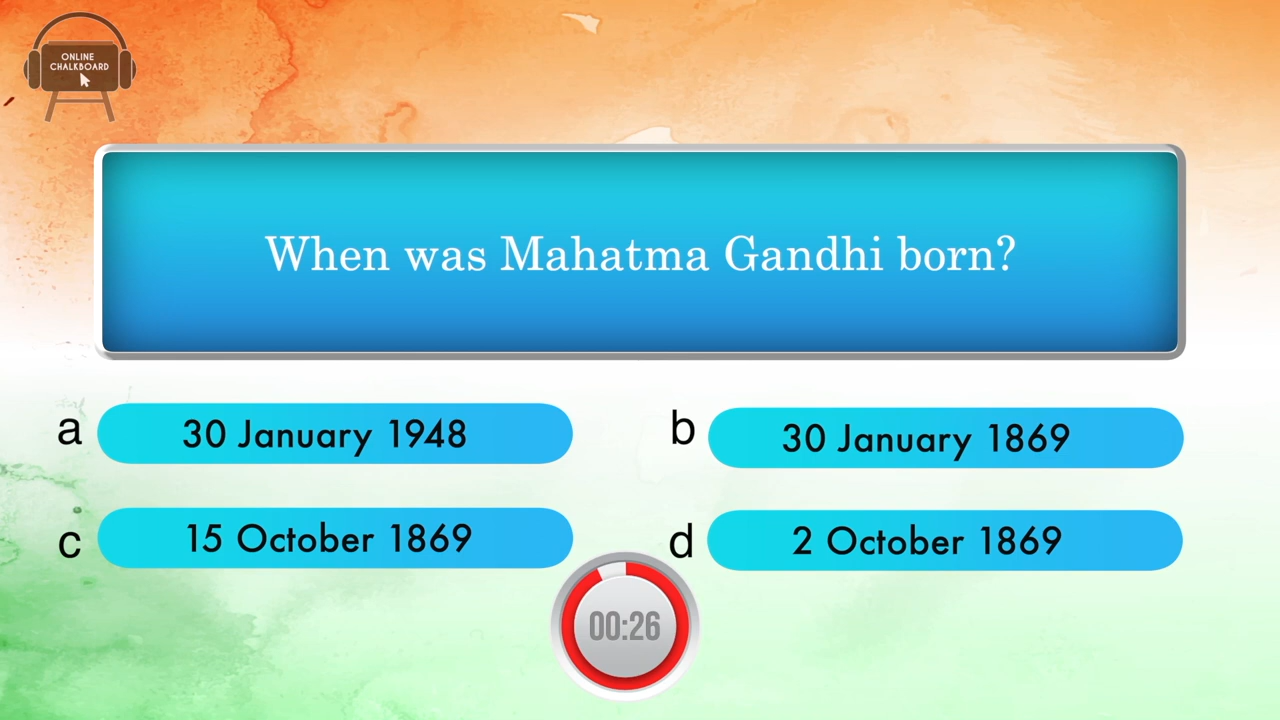 ONLINE
CHALKBOARD
When was Mahatma Gandhi born?
a 30 January 1948
b 30 January 1869
c 15 October 1869
d 2 October 1869
00:26